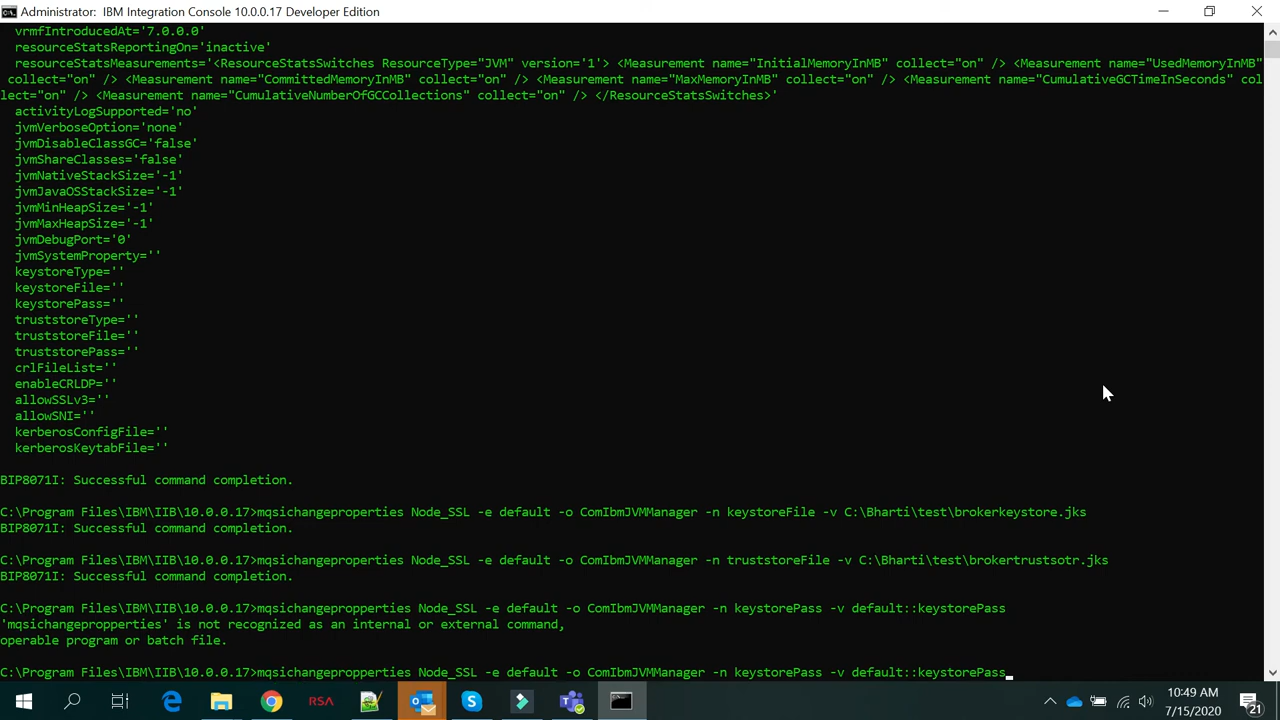 Administrator: IBM Integration Console 10.0.0.17 Developer Edition
vrmfIntroducedAt='7.0.0.0'
resourceStatsReportingOn='inactive'
resourceStatsMeasurements='<ResourceStatsSwitches ResourceType="JVM" version='1'> <Measurement name="InitialMemoryInMB" collect="on" /> <Measurement name="UsedMemoryInMB"
collect="on" /> <Measurement name="CommittedMemoryInMB" collect="on" /> <Measurement name="MaxMemoryInMB" collect="on" /> <Measurement name="CumulativeGCTimeInSeconds" col
lect="on" /> <Measurement name="CumulativeNumberOfGCCollections" collect="on" /> </ResourceStatsSwitches>'
activityLogSupported='no'
jvmVerboseOption='none'
jvmDisableClassGC='false'
jvmShareClasses='false'
jvmNativeStackSize='-1'
jvmJavaOSStackSize='-1'
jvmMinHeapSize='-1'
jvmMaxHeapSize='-1'
jvmDebugPort='0'
jvmSystemProperty=''
keystoreType=''
keystoreFile=''
keystorePass=''
truststoreType=''
truststoreFile=''
truststorePass=''
crlFileList=''
enableCRLDP=''
allowSSLv3=''
allowSNI=''
kerberosConfigFile=''
kerberosKeytabFile=''
BIP8071I: Successful command completion.
C:\Program Files\IBM\IIB\10.0.0.17>mqsichangeproperties Node_SSL -e default -o ComIbmJVMManager -n keystoreFile -v C:\Bharti\test\brokerkeystore.jks
BIP8071I: Successful command completion.
C:\Program Files\IBM\IIB\10.0.0.17>mqsichangeproperties Node_SSL -e default -o ComIbmJVMManager -n truststoreFile -v C:\Bharti\test\brokertrustsotr.jks
BIP8071I: Successful command completion.
C:\Program Files\IBM\IIB\10.0.0.17>mqsichangepropperties Node_SSL -e default -o ComIbmJVMManager -n keystorePass -v default::keystorePass
'mqsichangepropperties' is not recognized as an internal or external command,
operable program or batch file.
C:\Program Files\IBM\IIB\10.0.0.17>mqsichangepropperties Node_SSL -e default -o ComIbmJVMManager -n keystorePass -v default::keystorePass
RSA
10:49 AM
7/15/2020
21